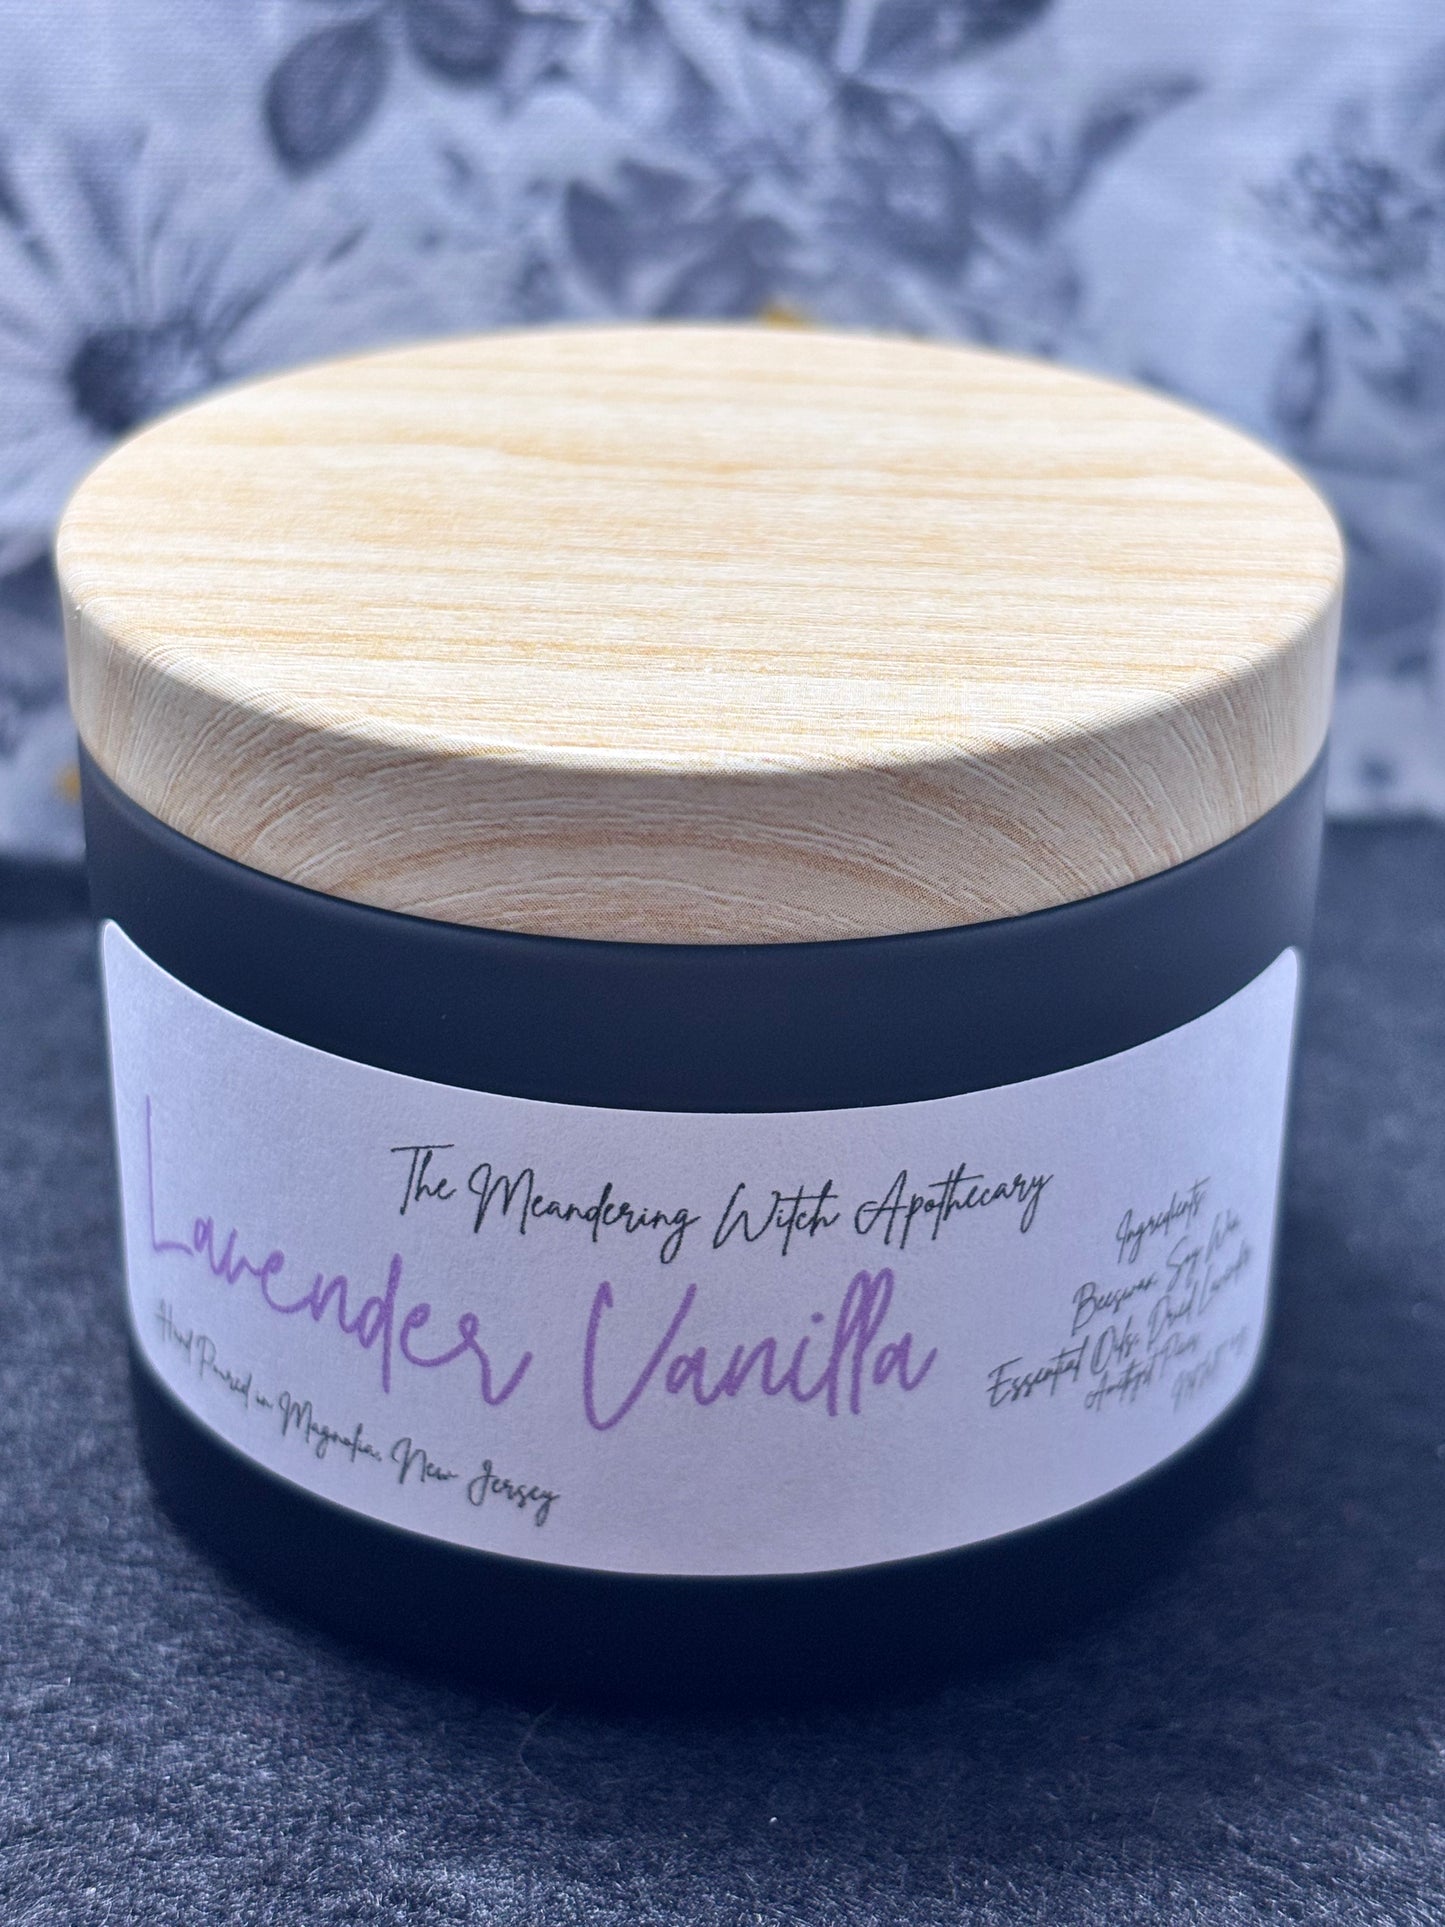 The Meandering Witch Apothecary
Lavender Vanilla
Hand Poured in Magnolia, New Jersey
Ingredients
Beeswax, Soy Wax
Essential Oils, Dried Lavender
Amethyst